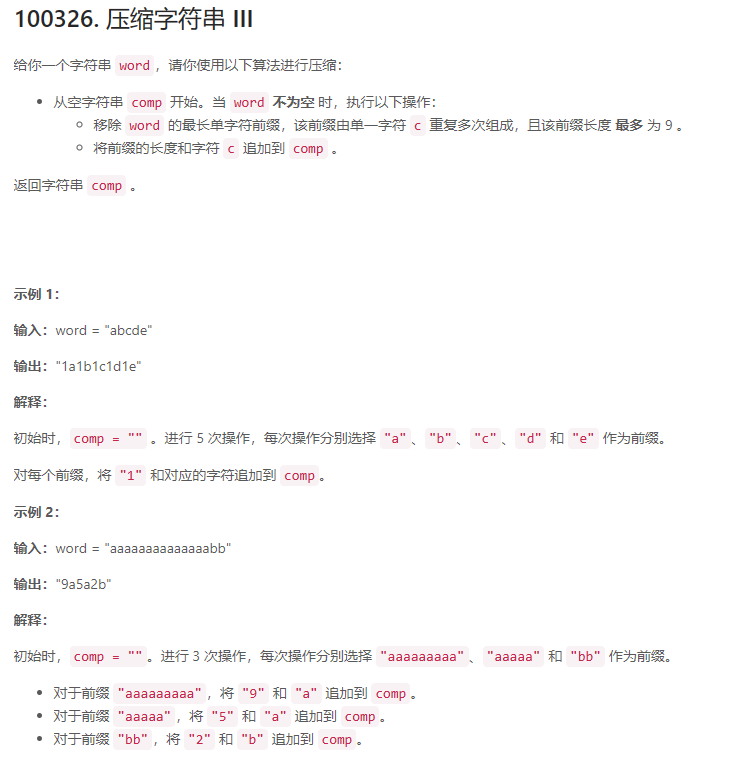 100326. 压缩字符串 III
给你一个字符串 word ，请你使用以下算法进行压缩：
从空字符串 comp 开始。当 word 不为空 时，执行以下操作：
移除 word 的最长单字符前缀，该前缀由单一字符 c 重复多次组成，且该前缀长度 最多 为 9 。
将前缀的长度和字符 c 追加到 comp 。
返回字符串 comp 。
示例 1：
输入：word = "abcde"
输出："1a1b1c1d1e"
解释：
初始时， comp = "" 。进行 5 次操作，每次操作分别选择 "a"、"b"、"c"、"d" 和 "e" 作为前缀。
对每个前缀，将 "1" 和对应的字符追加到 comp。
示例 2：
输入：word = "aaaaaaaaaaaaaabb"
输出："9a5a2b"
解释：
初始时， comp = ""。进行 3 次操作，每次操作分别选择 "aaaaaaaaa"、"aaaaa" 和 "bb" 作为前缀。
对于前缀 "aaaaaaaaa"，将 "9" 和 "a" 追加到 comp。
对于前缀 "aaaaa"，将 "5" 和 "a" 追加到 comp。
对于前缀 "bb"，将 "2" 和 "b" 追加到 comp。